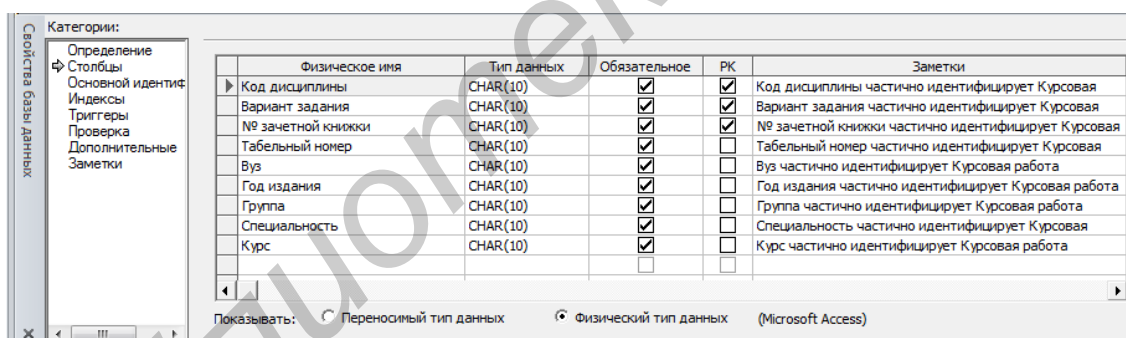 Категории:
Свойства базы данных
Определение
Столбцы
Основной идентиф
Индексы
Триггеры
Проверка
Дополнительные
Заметки
Физическое имя Тип данных Обязательное PK Заметки
Код дисциплины CHAR(10) Код дисциплины частично идентифицирует Курсовая
Вариант задания CHAR(10) Вариант задания частично идентифицирует Курсовая
№ зачетной книжки CHAR(10) № зачетной книжки частично идентифицирует Курсовая
Табельный номер CHAR(10) Табельный номер частично идентифицирует Курсовая
Вуз CHAR(10) Вуз частично идентифицирует Курсовая работа
Год издания CHAR(10) Год издания частично идентифицирует Курсовая работа
Группа CHAR(10) Группа частично идентифицирует Курсовая работа
Специальность CHAR(10) Специальность частично идентифицирует Курсовая
Курс CHAR(10) Курс частично идентифицирует Курсовая работа
Показывать: Переносимый тип данных Физический тип данных (Microsoft Access)